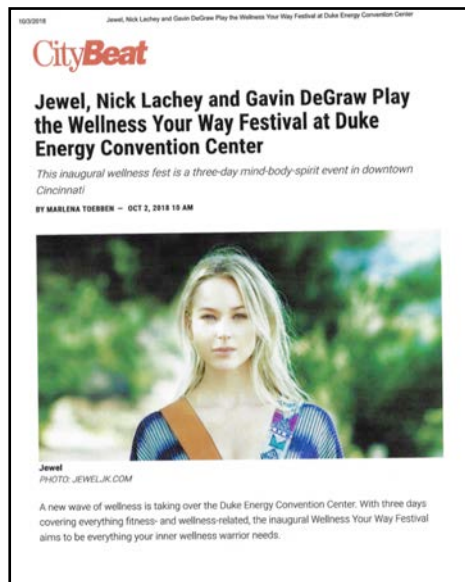 10/3/2018 Jewel, Nick Lachey and Gavin DeGraw Play the Wellness Your Way Festival at Duke Energy Convention Center
CityBeat
Jewel, Nick Lachey and Gavin DeGraw Play
the Wellness Your Way Festival at Duke
Energy Convention Center
This inaugural wellness fest is a three-day mind-body-spirit event in downtown
Cincinnati
BY MARLENA TOEBBEN — OCT 2, 2018 10 AM
Jewel
PHOTO: JEWELJK.COM
A new wave of wellness is taking over the Duke Energy Convention Center. With three days
covering everything fitness- and wellness-related, the inaugural Wellness Your Way Festival
aims to be everything your inner wellness warrior needs.